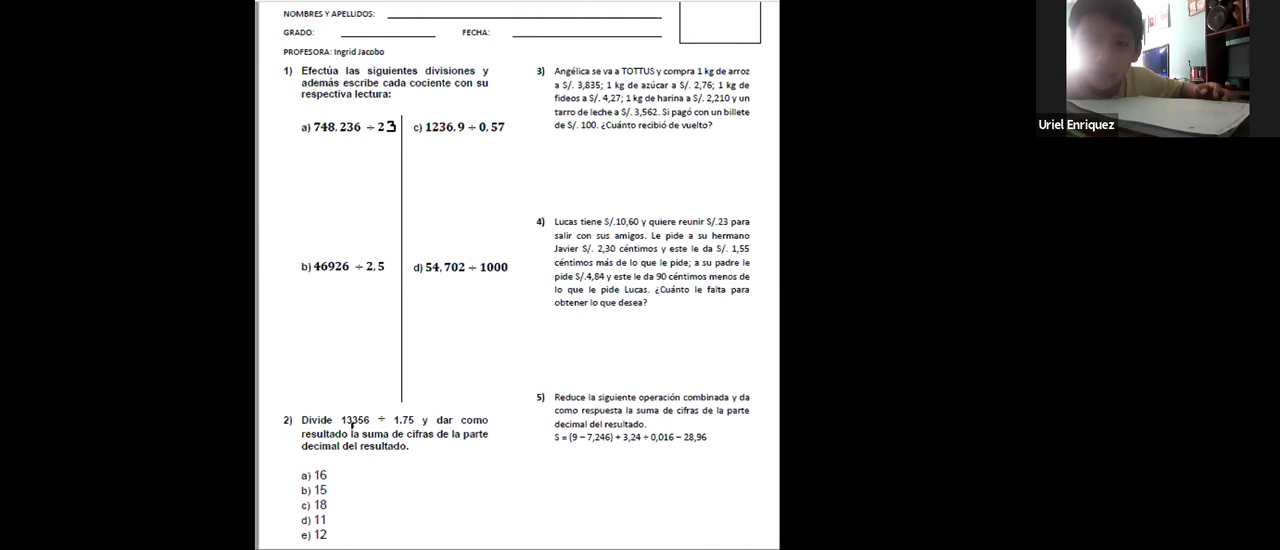 NOMBRES Y APELLIDOS:
GRADO: FECHA:
PROFESORA: Ingrid Jacobo
1) Efectúa las siguientes divisiones y
además escribe cada cociente con su
respectiva lectura:
a) 748,236 ÷ 23
c) 1236,9 ÷ 0,57
b) 46926 ÷ 2,5
d) 54,702 ÷ 1000
2) Divide 13356 ÷ 1.75 y dar como
resultado la suma de cifras de la parte
decimal del resultado.
a) 16
b) 15
c) 18
d) 11
e) 12
3) Angélica se va a TOTTUS y compra 1 kg de arroz
a S/. 3,835; 1 kg de azúcar a S/. 2,76; 1 kg de
fideos a S/. 4,27; 1 kg de harina a S/. 2,210 y un
tarro de leche a S/. 3,562. Si pagó con un billete
de S/. 100. ¿Cuánto recibió de vuelto?
4) Lucas tiene S/.10,60 y quiere reunir S/.23 para
salir con sus amigos. Le pide a su hermano
Javier S/. 2,30 céntimos y este le da S/. 1,55
céntimos más de lo que le pide; a su padre le
pide S/.4,84 y este le da 90 céntimos menos de
lo que le pide Lucas. ¿Cuánto le falta para
obtener lo que desea?
5) Reduce la siguiente operación combinada y da
como respuesta la suma de cifras de la parte
decimal del resultado.
S = (9 – 7,246) + 3,24 ÷ 0,016 – 28,96
Uriel Enriquez